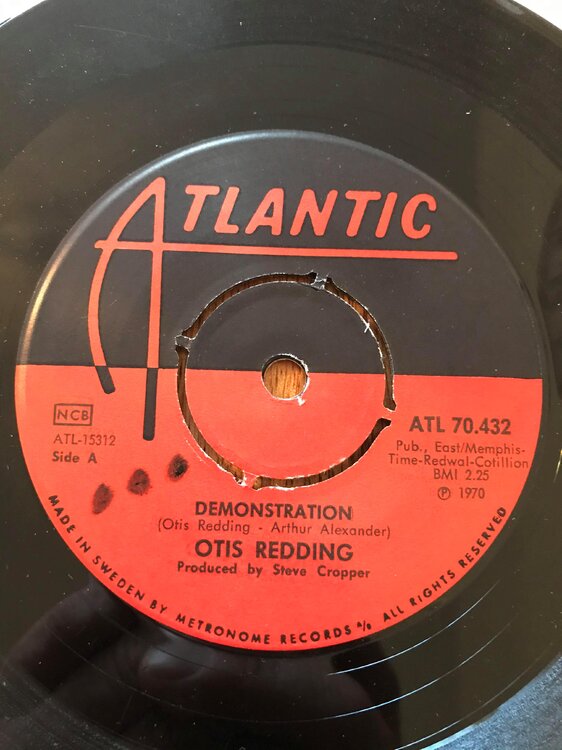 ATLANTIC
NCB
ATL-15312
Side A
ATL 70.432
Pub., East/Memphis-
Time-Redwal-Cotillion
BMI 2.25
Ⓟ 1970
DEMONSTRATION
(Otis Redding - Arthur Alexander)
OTIS REDDING
Produced by Steve Cropper
MADE IN SWEDEN BY METRONOME RECORDS A/B ALL RIGHTS RESERVED